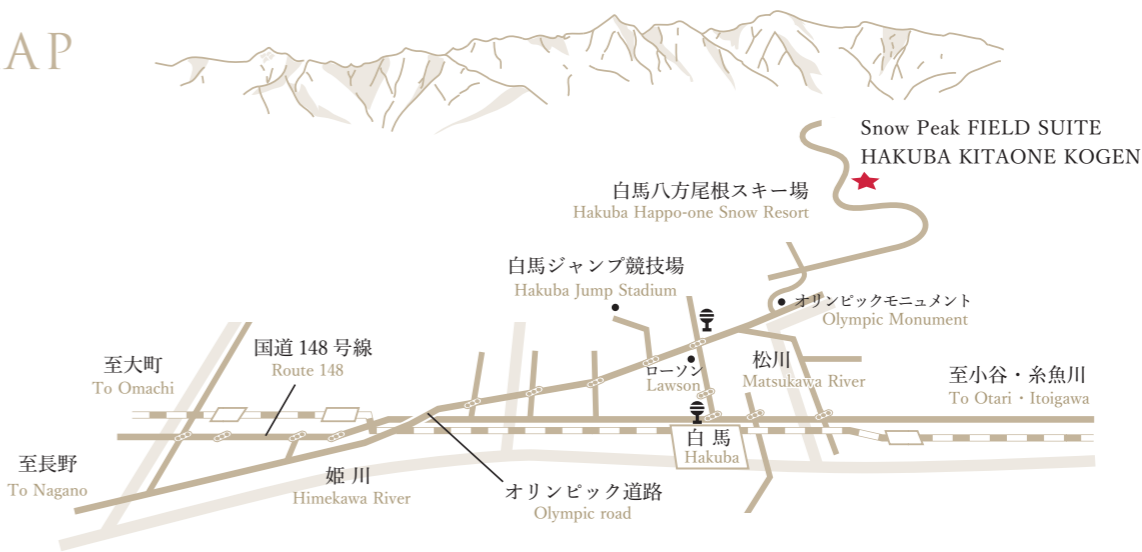 AP
Snow Peak FIELD SUITE
HAKUBA KITAONE KOGEN
白馬八方尾根スキー場
Hakuba Happo-one Snow Resort
白馬ジャンプ競技場
Hakuba Jump Stadium
オリンピックモニュメント
Olympic Monument
国道 148 号線
Route 148
至大町
To Omachi
ローソン
Lawson
松川
Matsukawa River
至小谷・糸魚川
To Otari・Itoigawa
白 馬
Hakuba
至長野
To Nagano
姫 川
Himekawa River
オリンピック道路
Olympic road